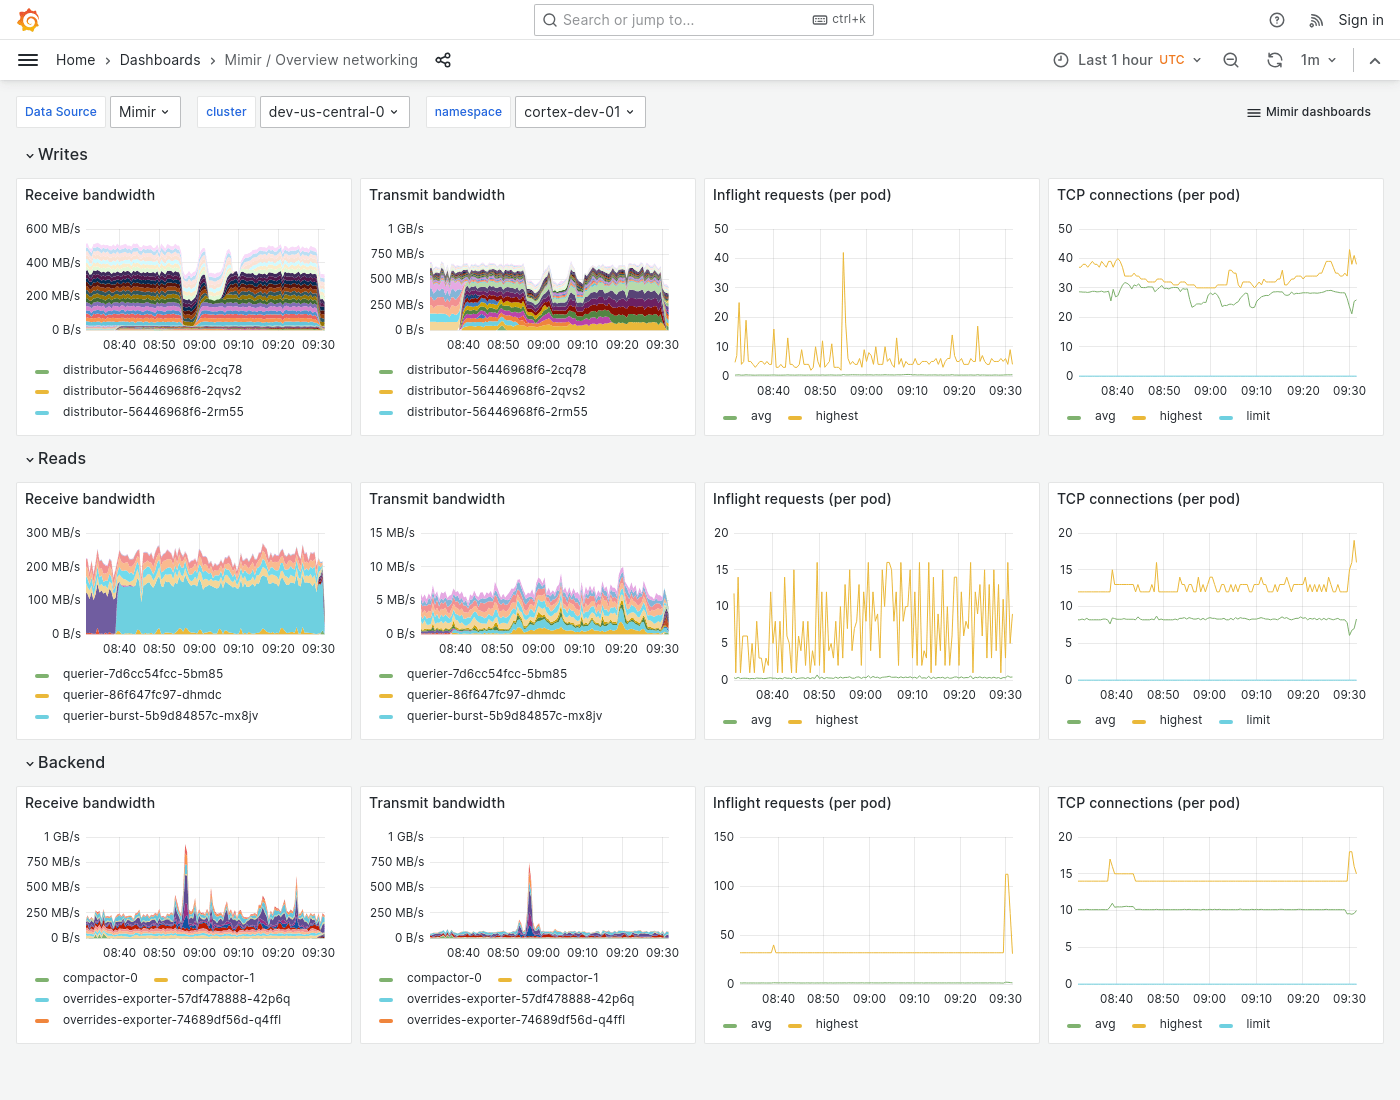 Search or jump to...
ctrl+k
Sign in
Home
Dashboards
Mimir / Overview networking
Last 1 hour UTC
1m
Data Source
Mimir
cluster
dev-us-central-0
namespace
cortex-dev-01
Mimir dashboards
Writes
Receive bandwidth
600 MB/s
400 MB/s
200 MB/s
0 B/s
08:40 08:50 09:00 09:10 09:20 09:30
distributor-56446968f6-2cq78
distributor-56446968f6-2qvs2
distributor-56446968f6-2rm55
Transmit bandwidth
1 GB/s
750 MB/s
500 MB/s
250 MB/s
0 B/s
08:40 08:50 09:00 09:10 09:20 09:30
distributor-56446968f6-2cq78
distributor-56446968f6-2qvs2
distributor-56446968f6-2rm55
Inflight requests (per pod)
50
40
30
20
10
0
08:40 08:50 09:00 09:10 09:20 09:30
avg highest
TCP connections (per pod)
50
40
30
20
10
0
08:40 08:50 09:00 09:10 09:20 09:30
avg highest limit
Reads
Receive bandwidth
300 MB/s
200 MB/s
100 MB/s
0 B/s
08:40 08:50 09:00 09:10 09:20 09:30
querier-7d6cc54fcc-5bm85
querier-86f647fc97-dhmdc
querier-burst-5b9d84857c-mx8jv
Transmit bandwidth
15 MB/s
10 MB/s
5 MB/s
0 B/s
08:40 08:50 09:00 09:10 09:20 09:30
querier-7d6cc54fcc-5bm85
querier-86f647fc97-dhmdc
querier-burst-5b9d84857c-mx8jv
Inflight requests (per pod)
20
15
10
5
0
08:40 08:50 09:00 09:10 09:20 09:30
avg highest
TCP connections (per pod)
20
15
10
5
0
08:40 08:50 09:00 09:10 09:20 09:30
avg highest limit
Backend
Receive bandwidth
1 GB/s
750 MB/s
500 MB/s
250 MB/s
0 B/s
08:40 08:50 09:00 09:10 09:20 09:30
compactor-0 compactor-1
overrides-exporter-57df478888-42p6q
overrides-exporter-74689df56d-q4ffl
Transmit bandwidth
1 GB/s
750 MB/s
500 MB/s
250 MB/s
0 B/s
08:40 08:50 09:00 09:10 09:20 09:30
compactor-0 compactor-1
overrides-exporter-57df478888-42p6q
overrides-exporter-74689df56d-q4ffl
Inflight requests (per pod)
150
100
50
0
08:40 08:50 09:00 09:10 09:20 09:30
avg highest
TCP connections (per pod)
20
15
10
5
0
08:40 08:50 09:00 09:10 09:20 09:30
avg highest limit